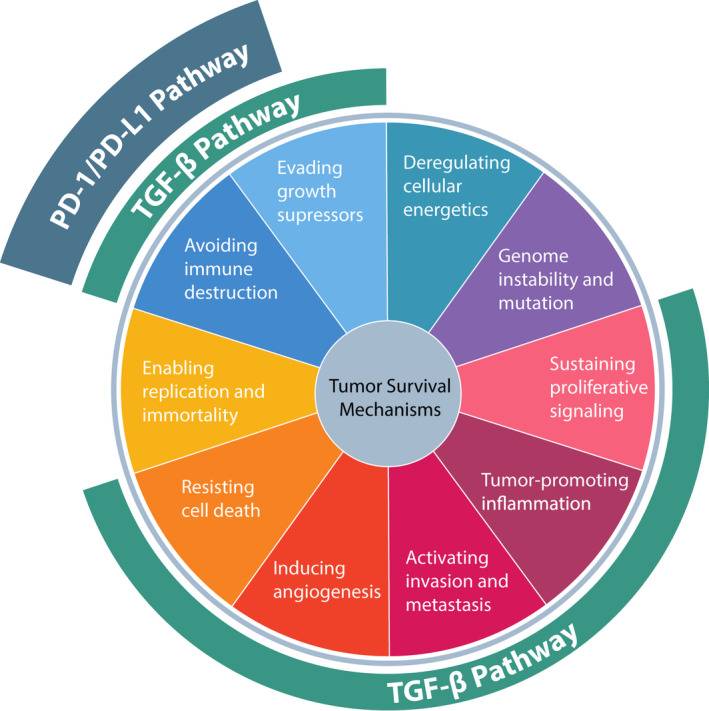 PD-1/PD-L1 Pathway
TGF-β Pathway
Evading
growth
supressors
Deregulating
cellular
energetics
Avoiding
immune
destruction
Genome
instability and
mutation
Enabling
replication and
immortality
Tumor Survival
Mechanisms
Sustaining
proliferative
signaling
Resisting
cell death
Tumor-promoting
inflammation
Inducing
angiogenesis
Activating
invasion and
metastasis
TGF-β Pathway